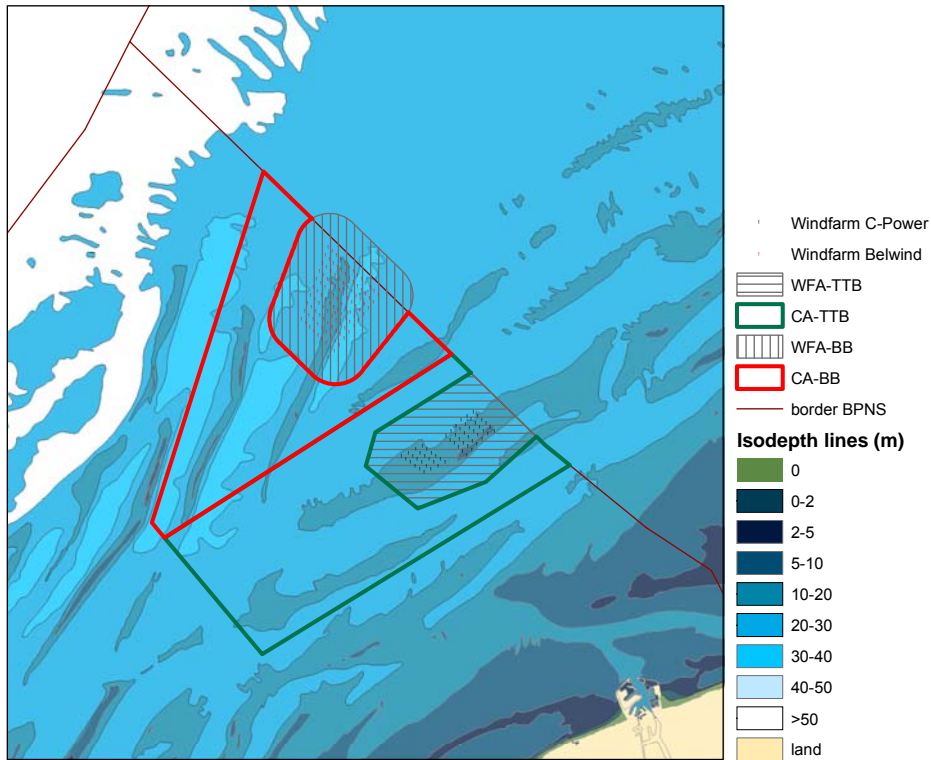 Windfarm C-Power
Windfarm Belwind
WFA-TTB
CA-TTB
WFA-BB
CA-BB
border BPNS
Isodepth lines (m)
0
0-2
2-5
5-10
10-20
20-30
30-40
40-50
>50
land